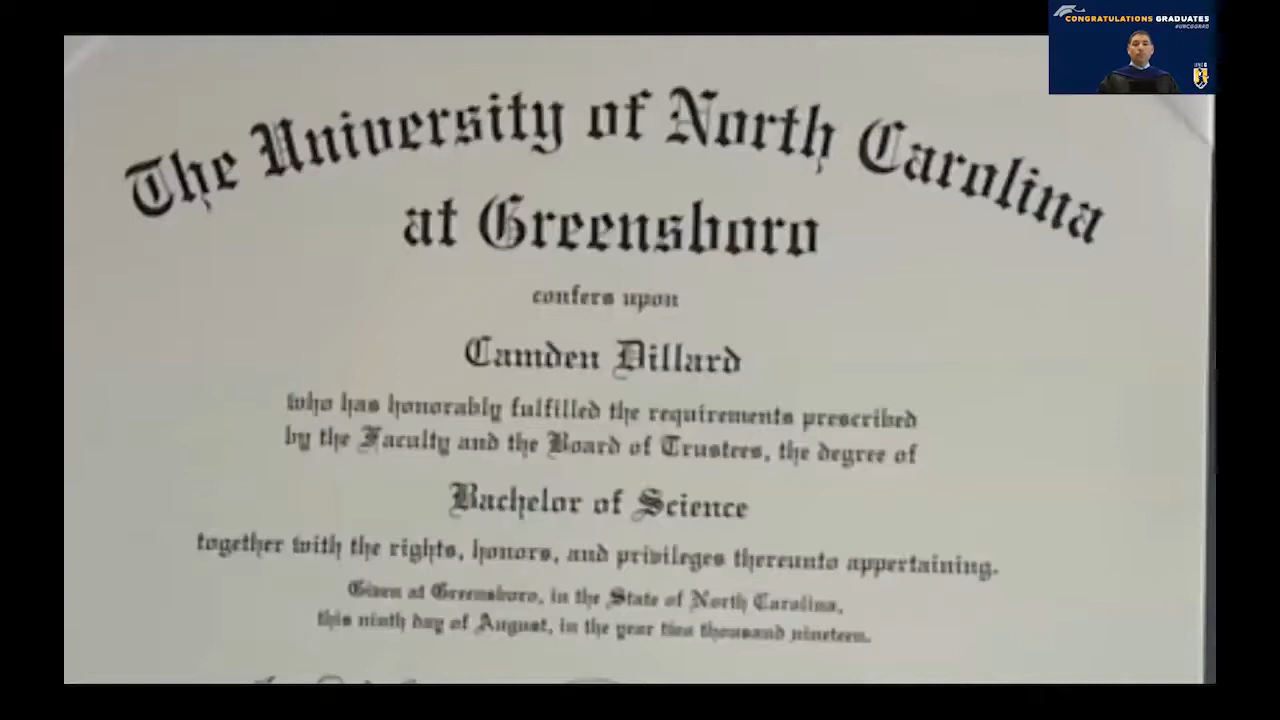 CONGRATULATIONS GRADUATES
#UNCGGRAD
UNCG
The University of North Carolina
at Greensboro
confers upon
Camden Dillard
who has honorably fulfilled the requirements prescribed
by the Faculty and the Board of Trustees, the degree of
Bachelor of Science
together with the rights, honors, and privileges thereunto appertaining.
Given at Greensboro, in the State of North Carolina,
this ninth day of August, in the year two thousand nineteen.